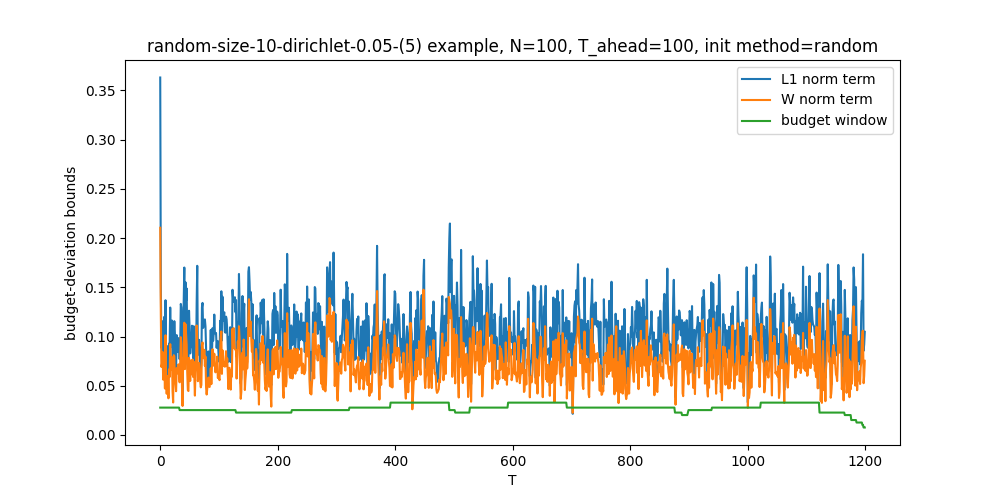 random-size-10-dirichlet-0.05-(5) example, N=100, T_ahead=100, init method=random
L1 norm term
W norm term
budget window
budget-deviation bounds
0.35
0.30
0.25
0.20
0.15
0.10
0.05
0.00
0 200 400 600 800 1000 1200
T